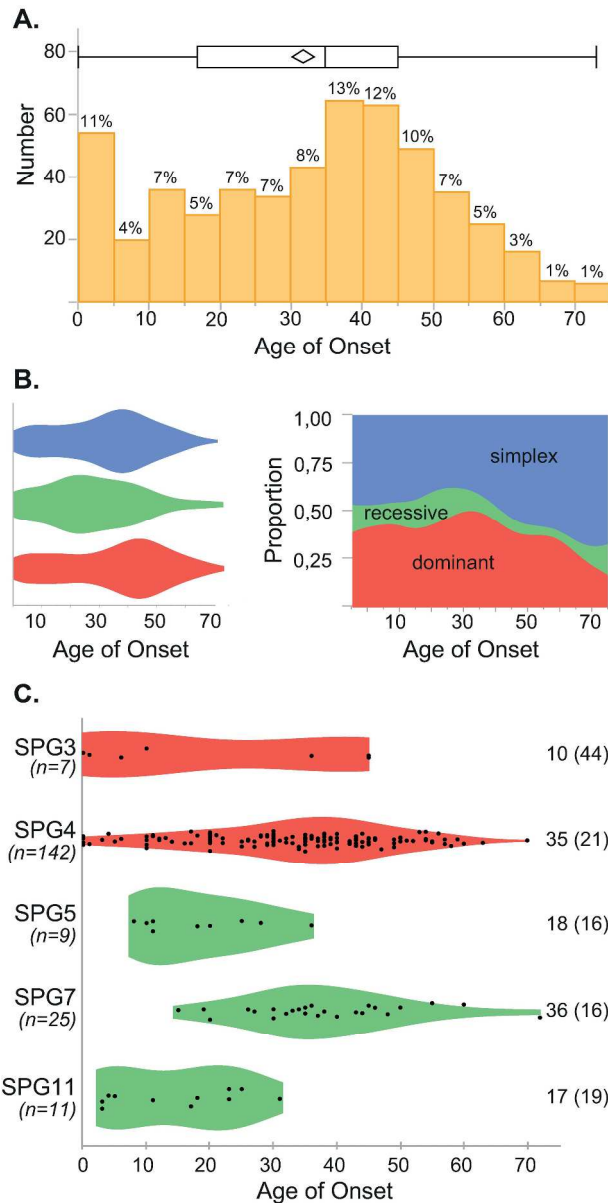 A.
80
60
40
20
Number
11% 4% 7% 5% 7% 7% 8% 13% 12% 10% 7% 5% 3% 1% 1%
0 10 20 30 40 50 60 70
Age of Onset
B.
10 30 50 70
Age of Onset
1,00
0,75
0,50
0,25
Proportion
simplex
recessive
dominant
10 30 50 70
Age of Onset
C.
SPG3
(n=7)
10 (44)
SPG4
(n=142)
35 (21)
SPG5
(n=9)
18 (16)
SPG7
(n=25)
36 (16)
SPG11
(n=11)
17 (19)
0 10 20 30 40 50 60 70
Age of Onset